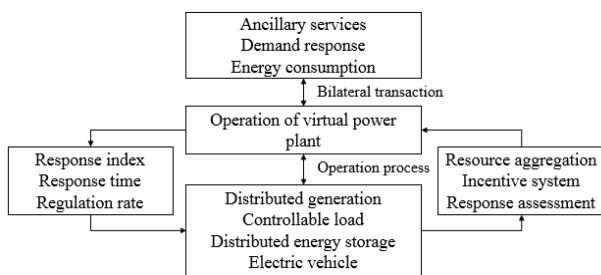 Ancillary services
Demand response
Energy consumption
Bilateral transaction
Operation of virtual power
plant
Response index
Response time
Regulation rate
Resource aggregation
Incentive system
Response assessment
Operation process
Distributed generation
Controllable load
Distributed energy storage
Electric vehicle